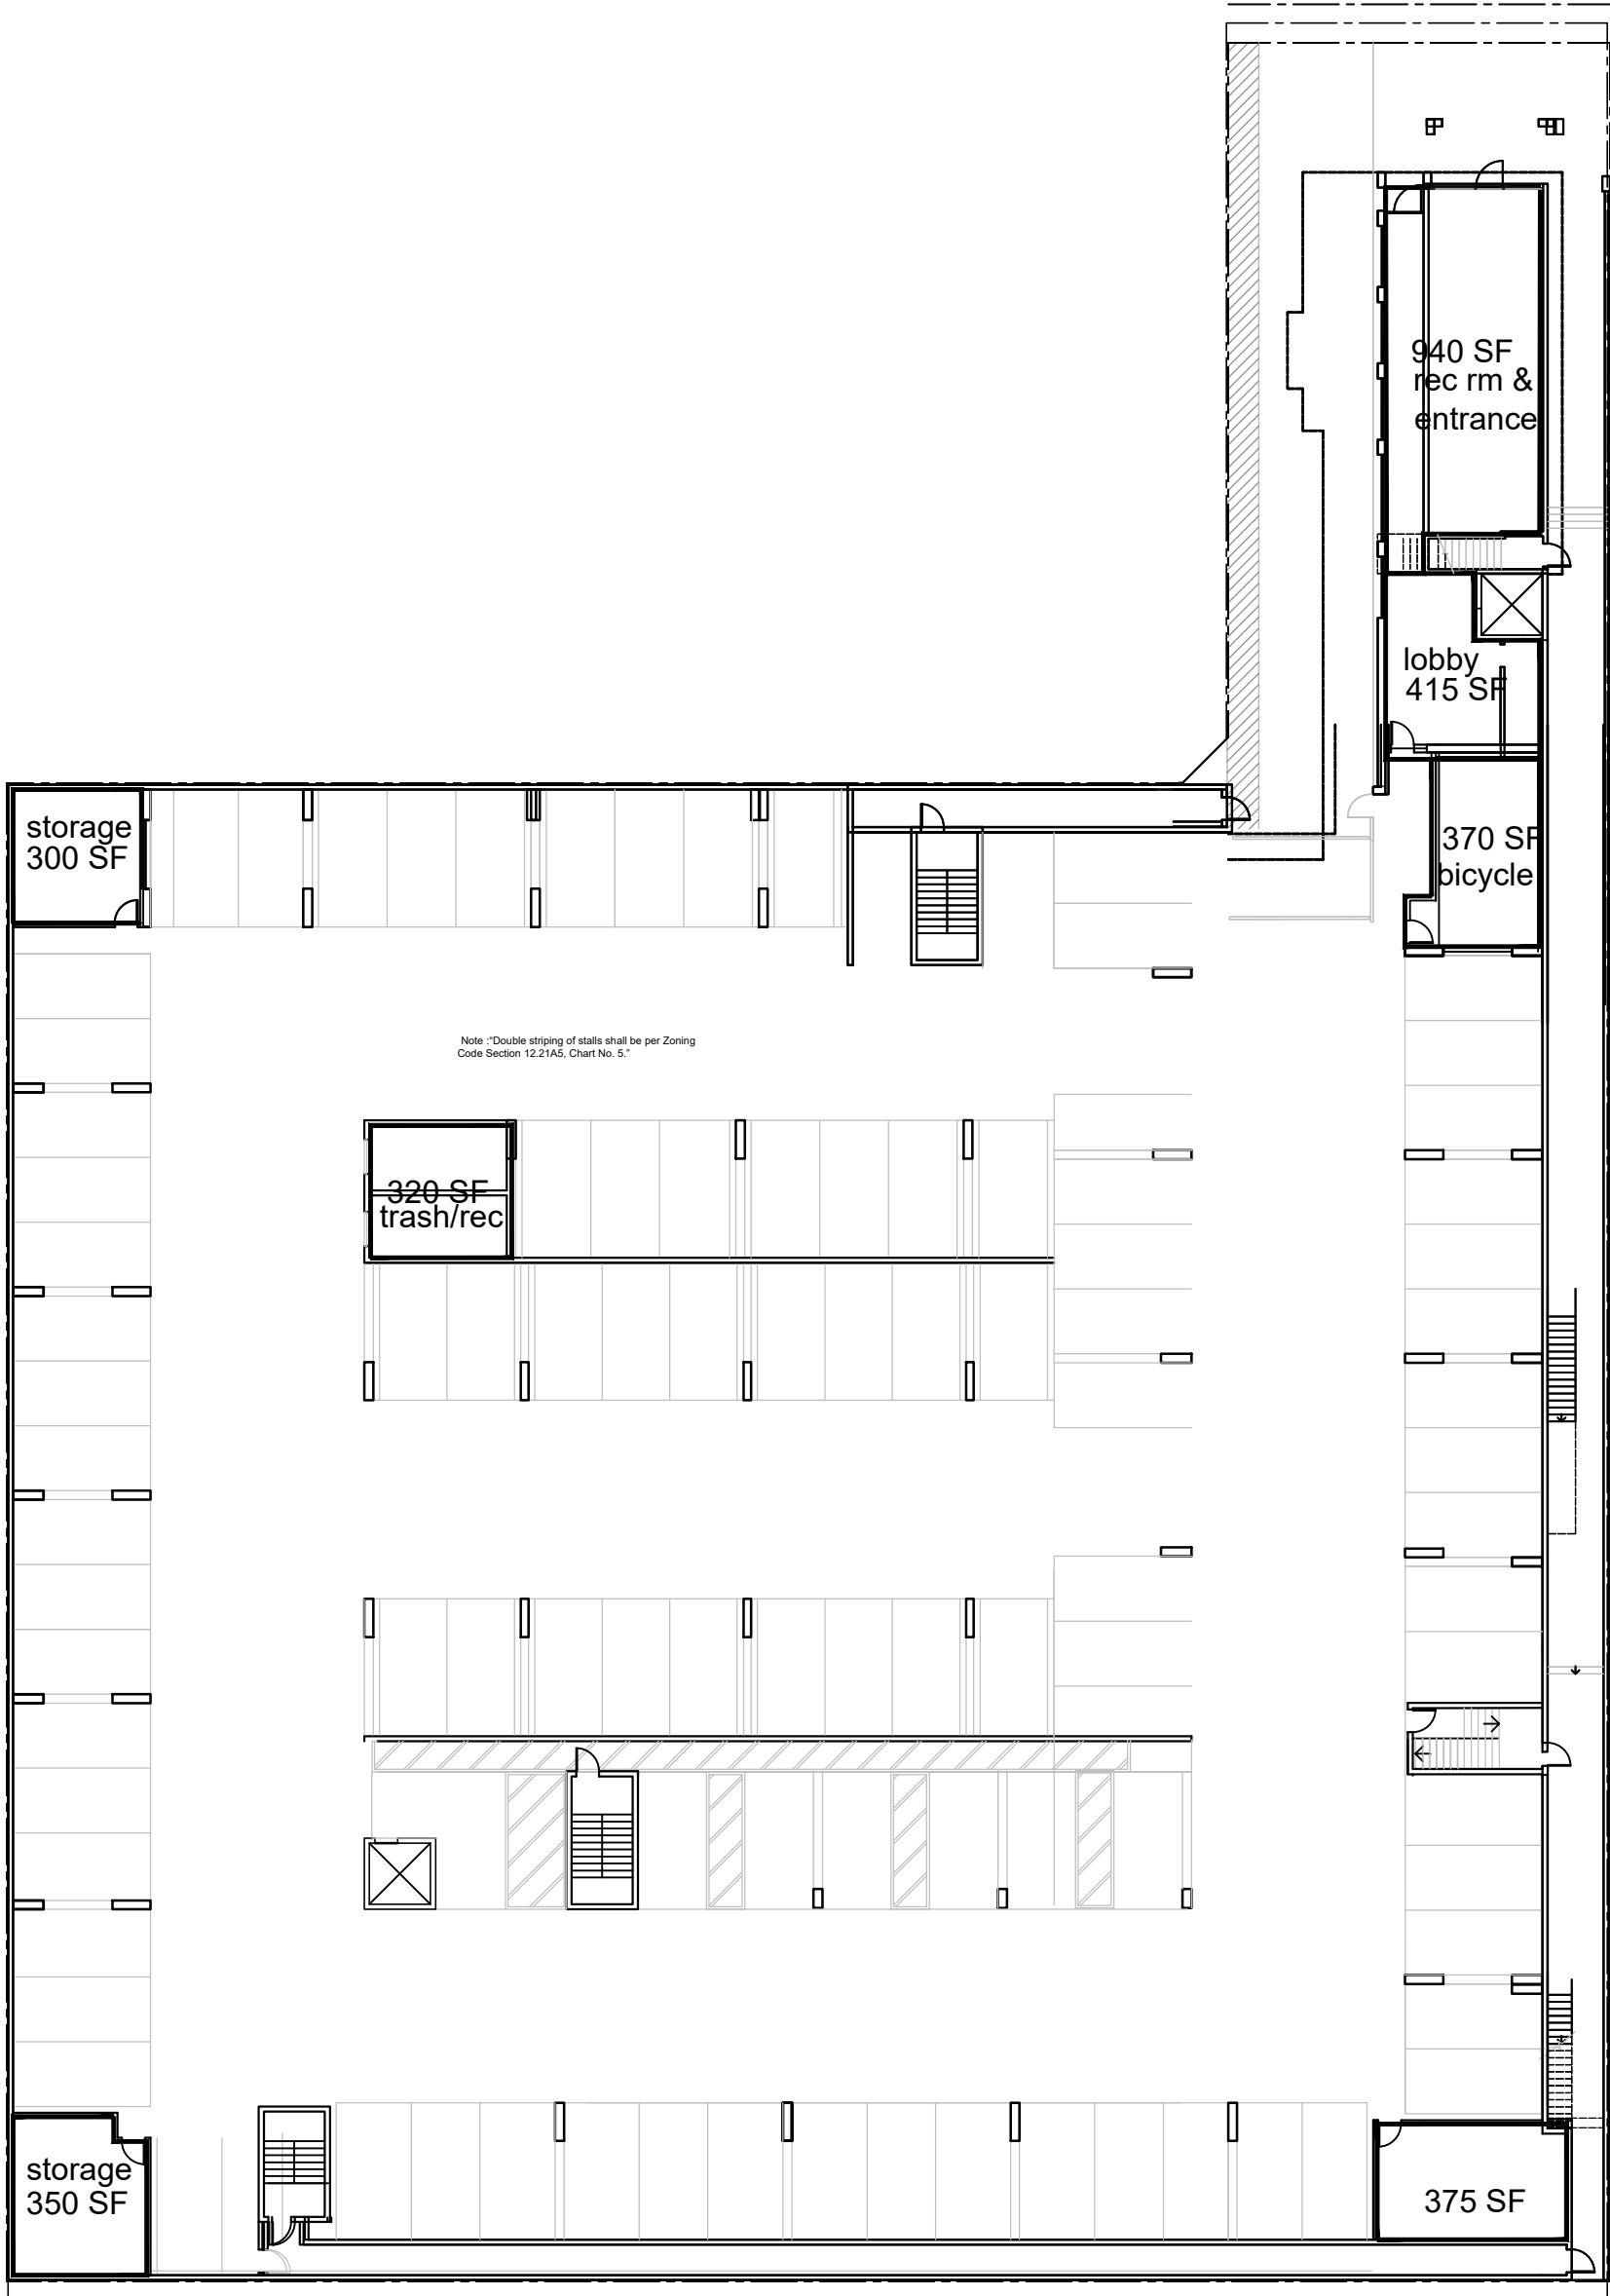 940 SF
rec rm &
entrance
lobby
415 SF
storage
300 SF
370 SF
bicycle
Note :"Double striping of stalls shall be per Zoning
Code Section 12.21A5, Chart No. 5."
320 SF
trash/rec
storage
350 SF
375 SF